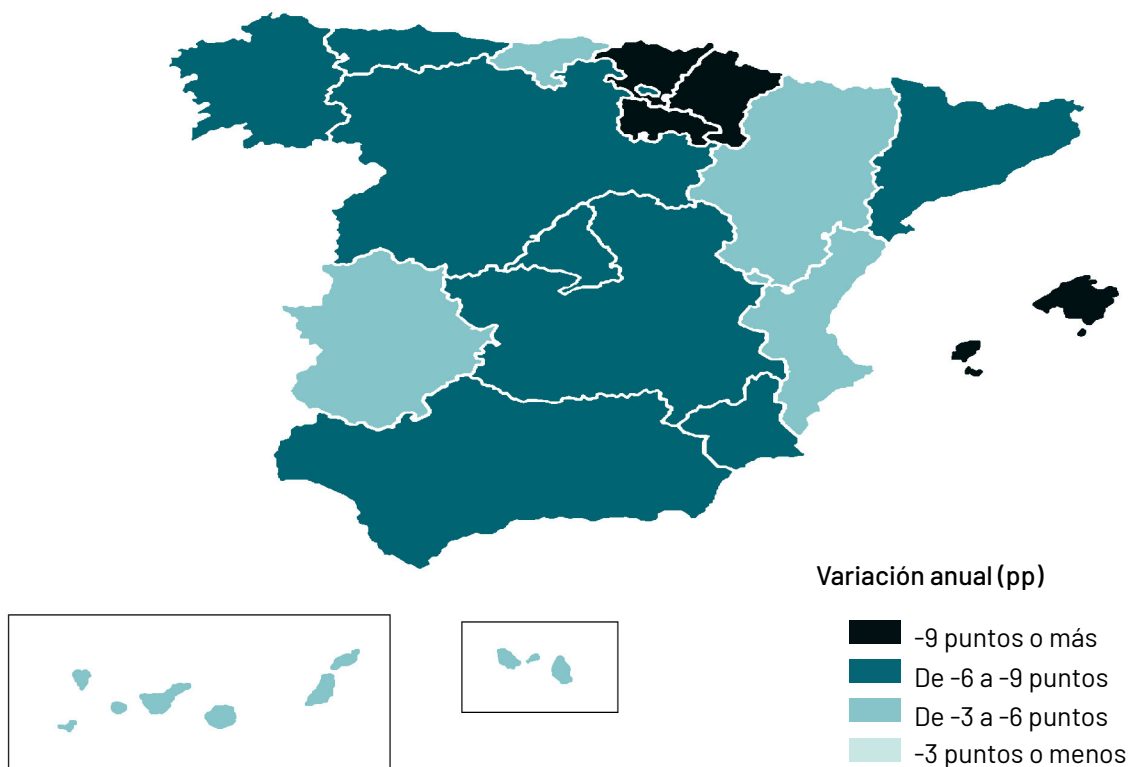 Variación anual (pp)
-9 puntos o más
De -6 a -9 puntos
De -3 a -6 puntos
-3 puntos o menos